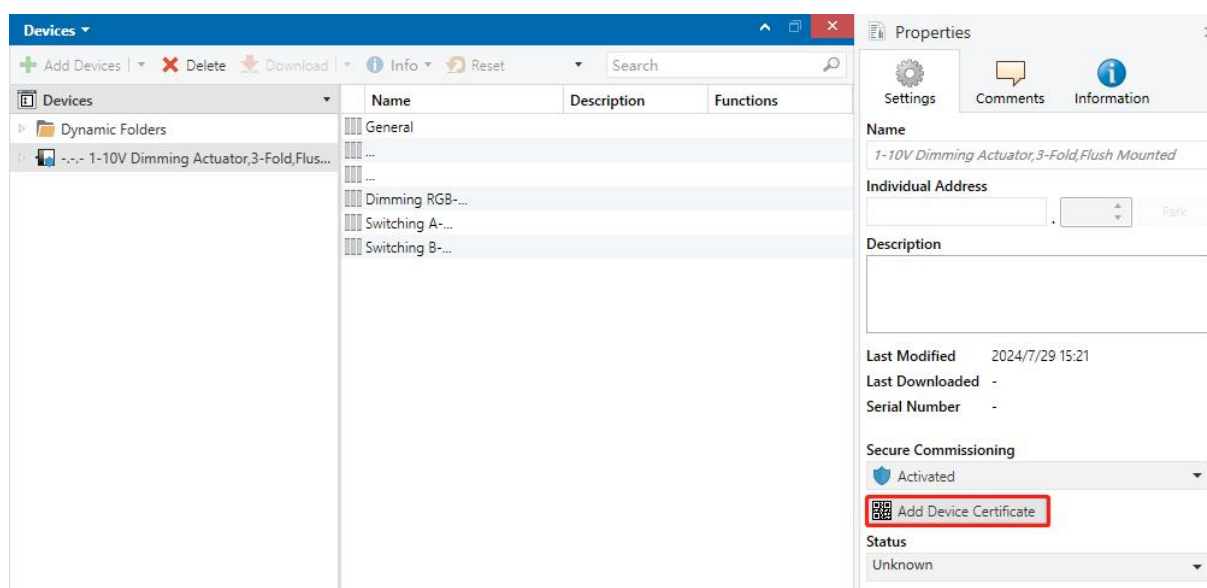 Devices
Add Devices Delete Download Info Reset Search
Devices
Dynamic Folders
-.-.- 1-10V Dimming Actuator,3-Fold,Flus...
Name Description Functions
General
...
...
Dimming RGB-...
Switching A-...
Switching B-...
Properties
Settings Comments Information
Name
1-10V Dimming Actuator,3-Fold,Flush Mounted
Individual Address
. Park
Description
Last Modified 2024/7/29 15:21
Last Downloaded -
Serial Number -
Secure Commissioning
Activated
Add Device Certificate
Status
Unknown